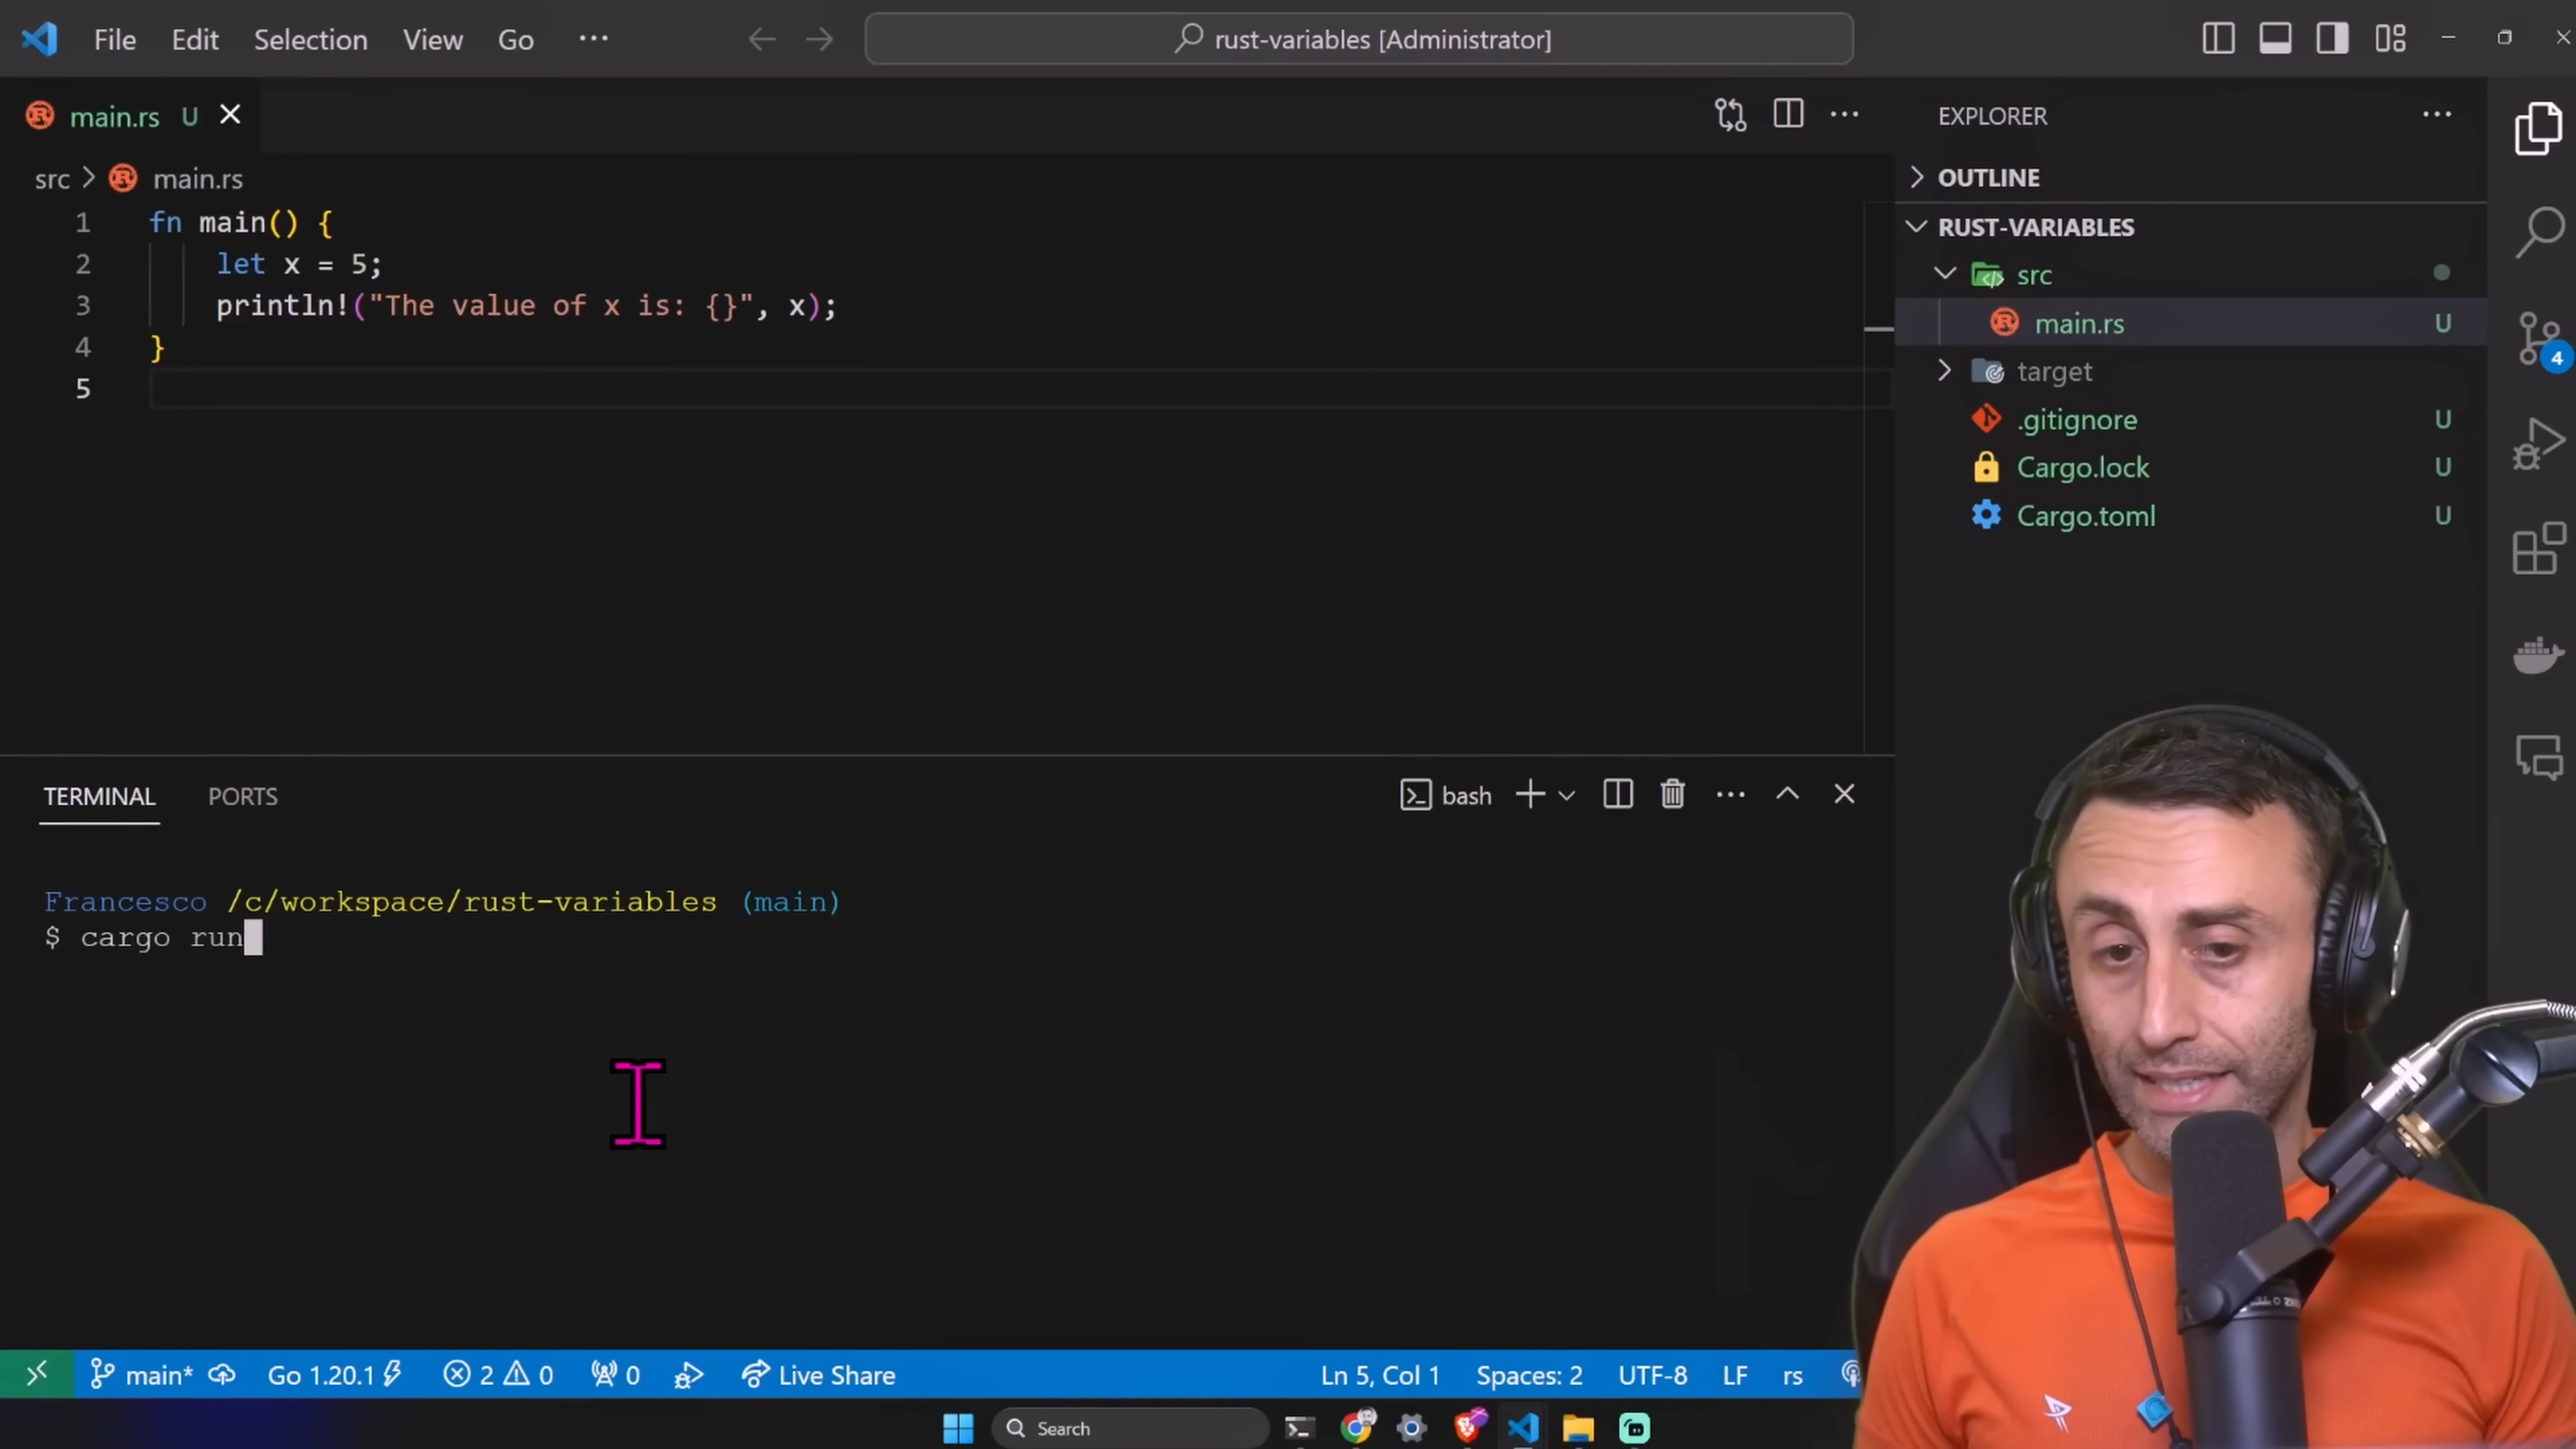 File Edit Selection View Go ... rust-variables [Administrator]
main.rs U
src > main.rs
1 fn main() {
2 let x = 5;
3 println!("The value of x is: {}", x);
4 }
5
EXPLORER
OUTLINE
RUST-VARIABLES
src
main.rs U
target
.gitignore U
Cargo.lock U
Cargo.toml U
4
TERMINAL PORTS bash
Francesco /c/workspace/rust-variables (main)
$ cargo run
main* Go 1.20.1 2 0 0 Live Share Ln 5, Col 1 Spaces: 2 UTF-8 LF rs
Search